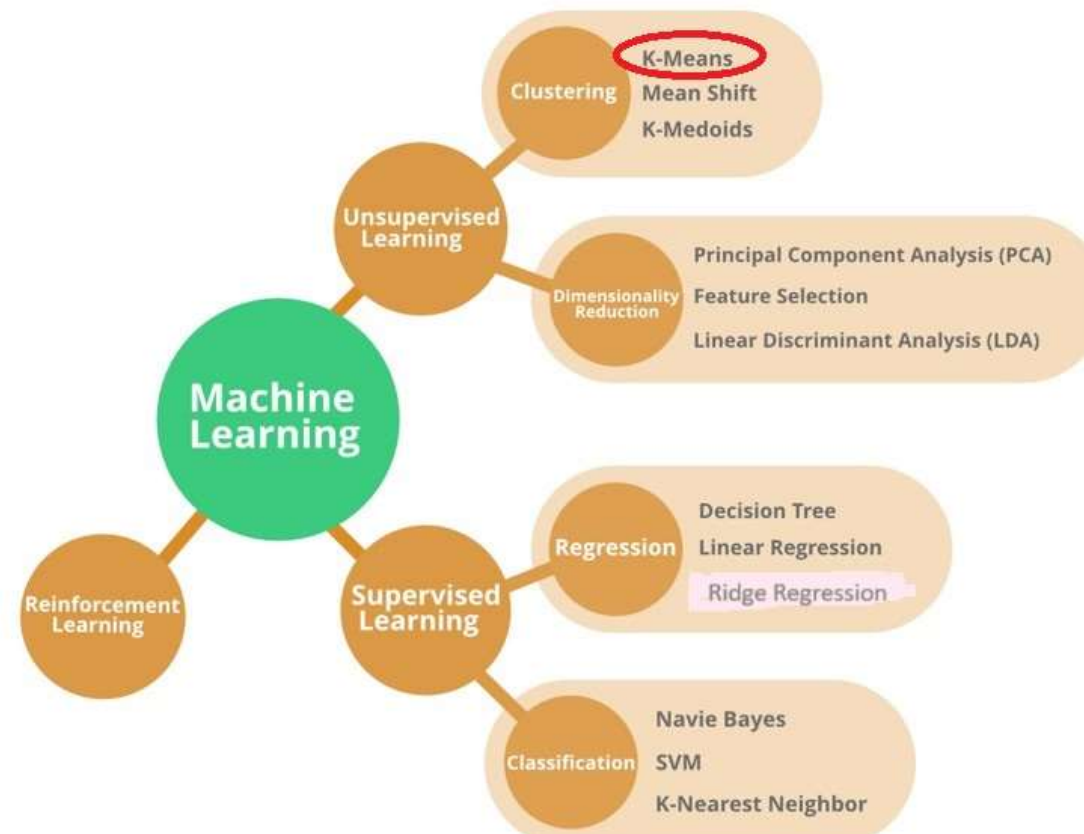 K-Means
Clustering
Mean Shift
K-Medoids
Unsupervised
Learning
Principal Component Analysis (PCA)
Dimensionality
Reduction
Feature Selection
Linear Discriminant Analysis (LDA)
Machine
Learning
Decision Tree
Regression
Linear Regression
Ridge Regression
Supervised
Learning
Reinforcement
Learning
Navie Bayes
Classification
SVM
K-Nearest Neighbor